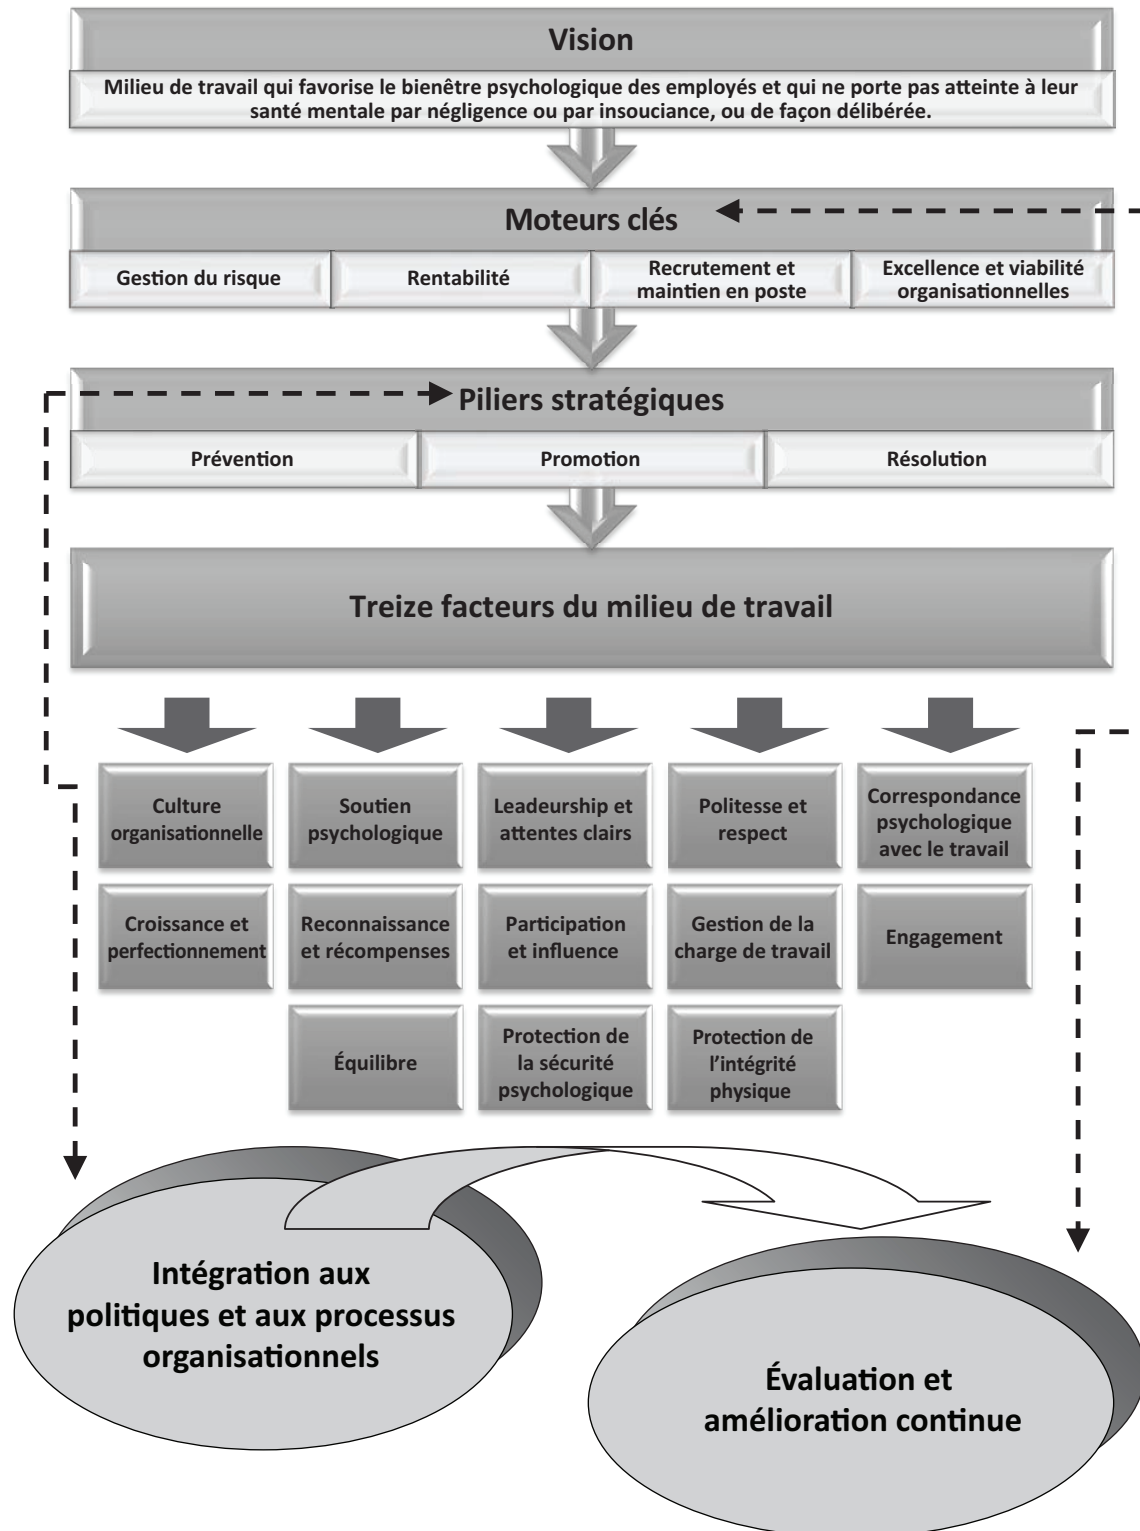 Vision
Milieu de travail qui favorise le bienêtre psychologique des employés et qui ne porte pas atteinte à leur
santé mentale par négligence ou par insouciance, ou de façon délibérée.
Moteurs clés
Gestion du risque
Rentabilité
Recrutement et
maintien en poste
Excellence et viabilité
organisationnelles
Piliers stratégiques
Prévention
Promotion
Résolution
Treize facteurs du milieu de travail
Culture
organisationnelle
Soutien
psychologique
Leadeurship et
attentes clairs
Politesse et
respect
Correspondance
psychologique
avec le travail
Croissance et
perfectionnement
Reconnaissance
et récompenses
Participation
et influence
Gestion de la
charge de travail
Engagement
Équilibre
Protection de
la sécurité
psychologique
Protection de
l'intégrité
physique
Intégration aux
politiques et aux processus
organisationnels
Évaluation et
amélioration continue